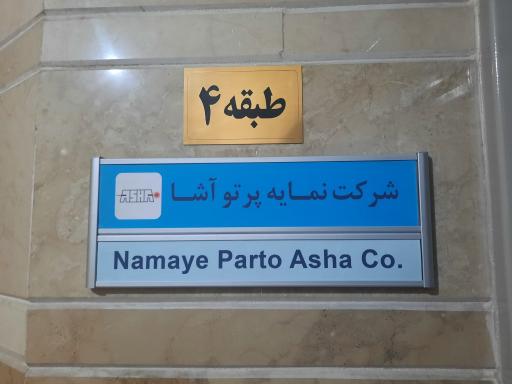 طبقه ۴
ASHA
شرکت نمایه پرتو آشا
Namaye Parto Asha Co.